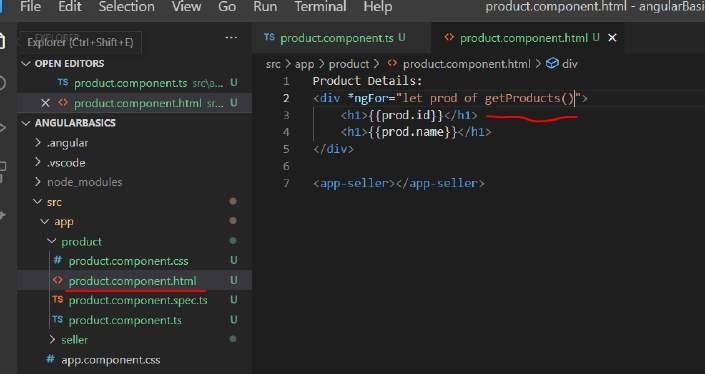 File Edit Selection View Go Run Terminal Help product.component.html - angularBasi
EXPLORER
Explorer (Ctrl+Shift+E)
OPEN EDITORS
TS product.component.ts src\a... U
product.component.html sr... U
ANGULARBASICS
.angular
.vscode
node_modules
src
app
product
# product.component.css U
<> product.component.html U
TS product.component.spec.ts U
TS product.component.ts U
seller
# app.component.css U
TS product.component.ts U <> product.component.html U
src > app > product > <> product.component.html > div
1 Product Details:
2 <div *ngFor="let prod of getProducts()">
3 <h1>{{prod.id}}</h1>
4 <h1>{{prod.name}}</h1>
5 </div>
6
7 <app-seller></app-seller>